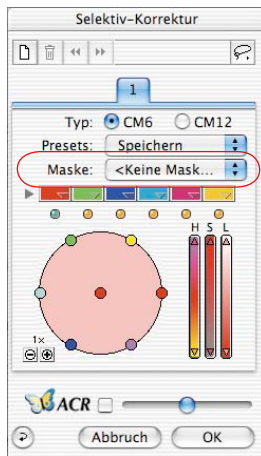 Selektiv-Korrektur
1
Typ: CM6 CM12
Presets: Speichern
Maske: <Keine Mask...
H S L
1x
ACR
Abbruch OK